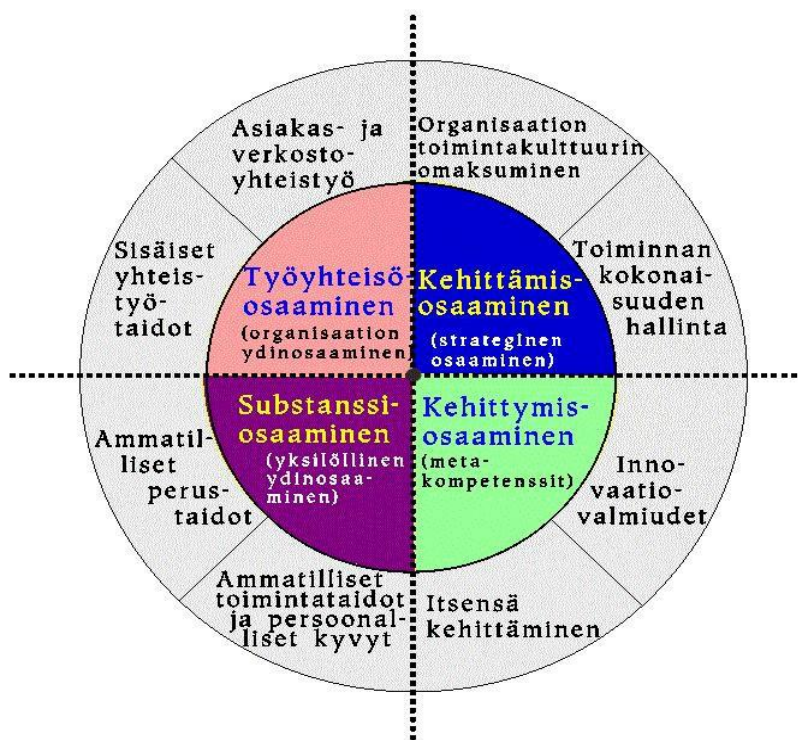 Asiakas- ja
verkosto-
yhteistyö
Organisaation
toimintakulttuurin
omaksuminen
Sisäiset
yhteis-
työ-
taidot
Työyhteisö-
osaaminen
(organisaation
ydinosaaminen)
Kehittämis-
osaaminen
(strateginen
osaaminen)
Toiminnan
kokonai-
suuden
hallinta
Ammatil-
liset
perus-
taidot
Substanssi-
osaaminen
(yksilöllinen
ydinosaa-
minen)
Kehittymis-
osaaminen
(meta-
kompetenssit)
Inno-
vaatio-
valmiudet
Ammatilliset
toimintataidot
ja persoonal-
liset kyvyt
Itsensä
kehittäminen